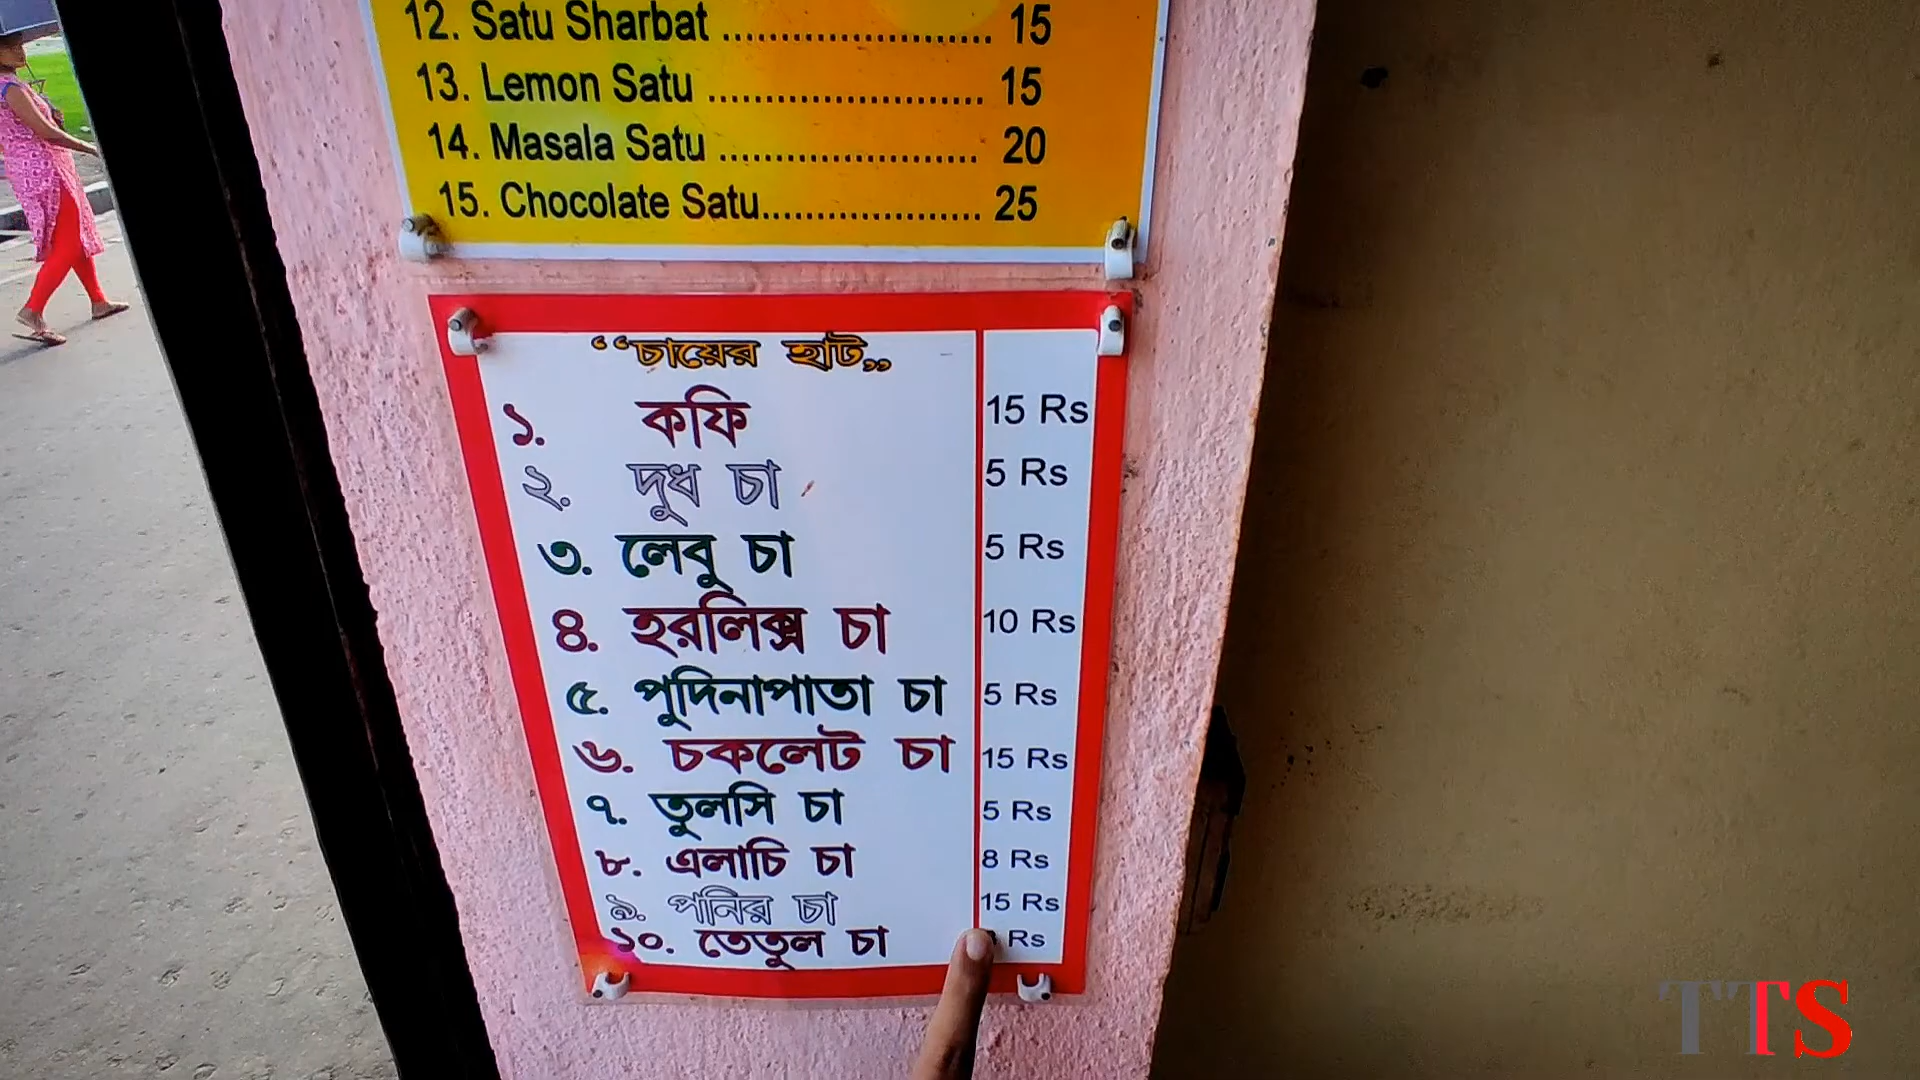 12. Satu Sharbat ........................ 15
13. Lemon Satu ........................ 15
14. Masala Satu ....................... 20
15. Chocolate Satu.................... 25
‘‘চায়ের হাট,,
১. কফি 15 Rs
২. দুধ চা 5 Rs
৩. লেবু চা 5 Rs
৪. হরলিক্স চা 10 Rs
৫. পুদিনাপাতা চা 5 Rs
৬. চকলেট চা 15 Rs
৭. তুলসি চা 5 Rs
৮. এলাচি চা 8 Rs
৯. পনির চা 15 Rs
১০. তেতুল চা Rs
TTS